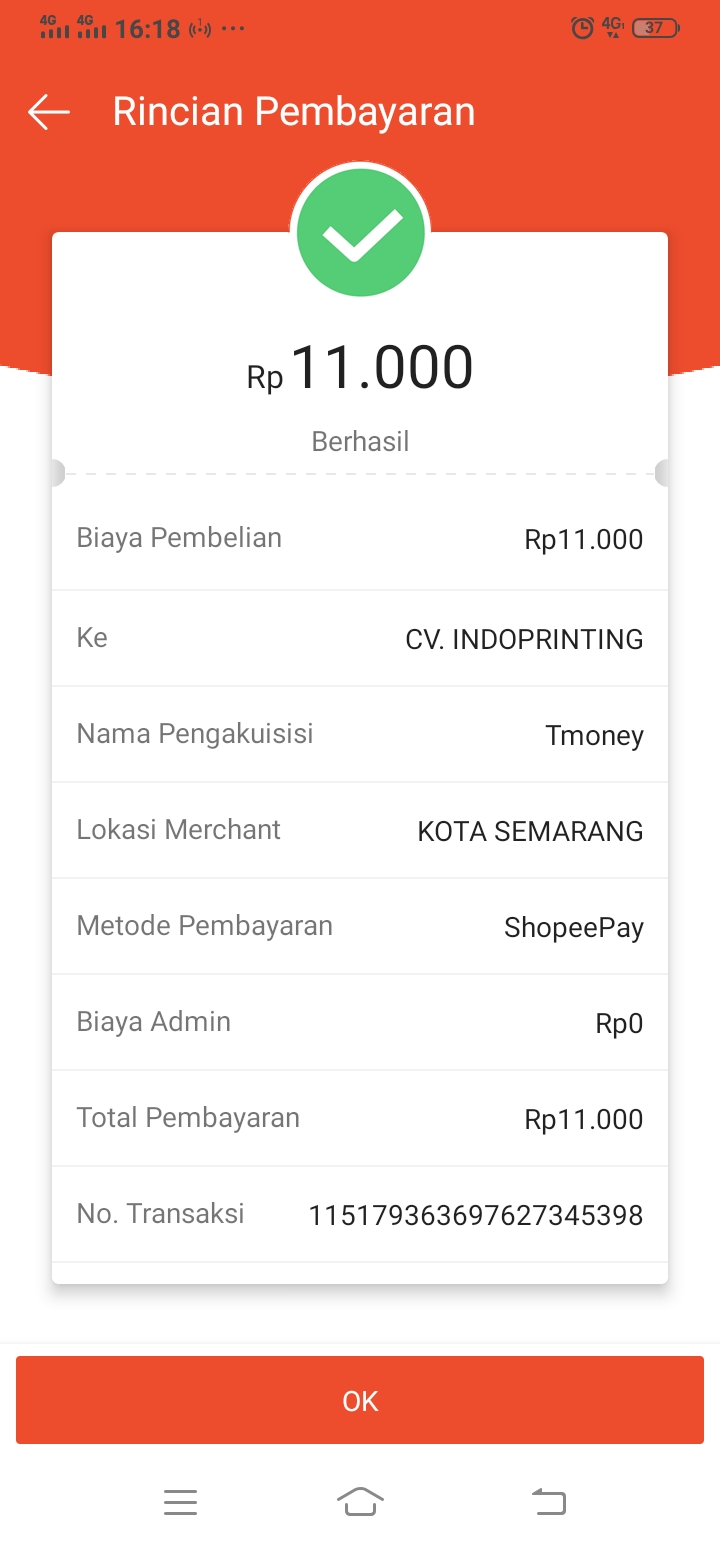 4G 4G 16:18 4G 37
Rincian Pembayaran
Rp 11.000
Berhasil
Biaya Pembelian Rp11.000
Ke CV. INDOPRINTING
Nama Pengakuisisi Tmoney
Lokasi Merchant KOTA SEMARANG
Metode Pembayaran ShopeePay
Biaya Admin Rp0
Total Pembayaran Rp11.000
No. Transaksi 115179363697627345398
OK